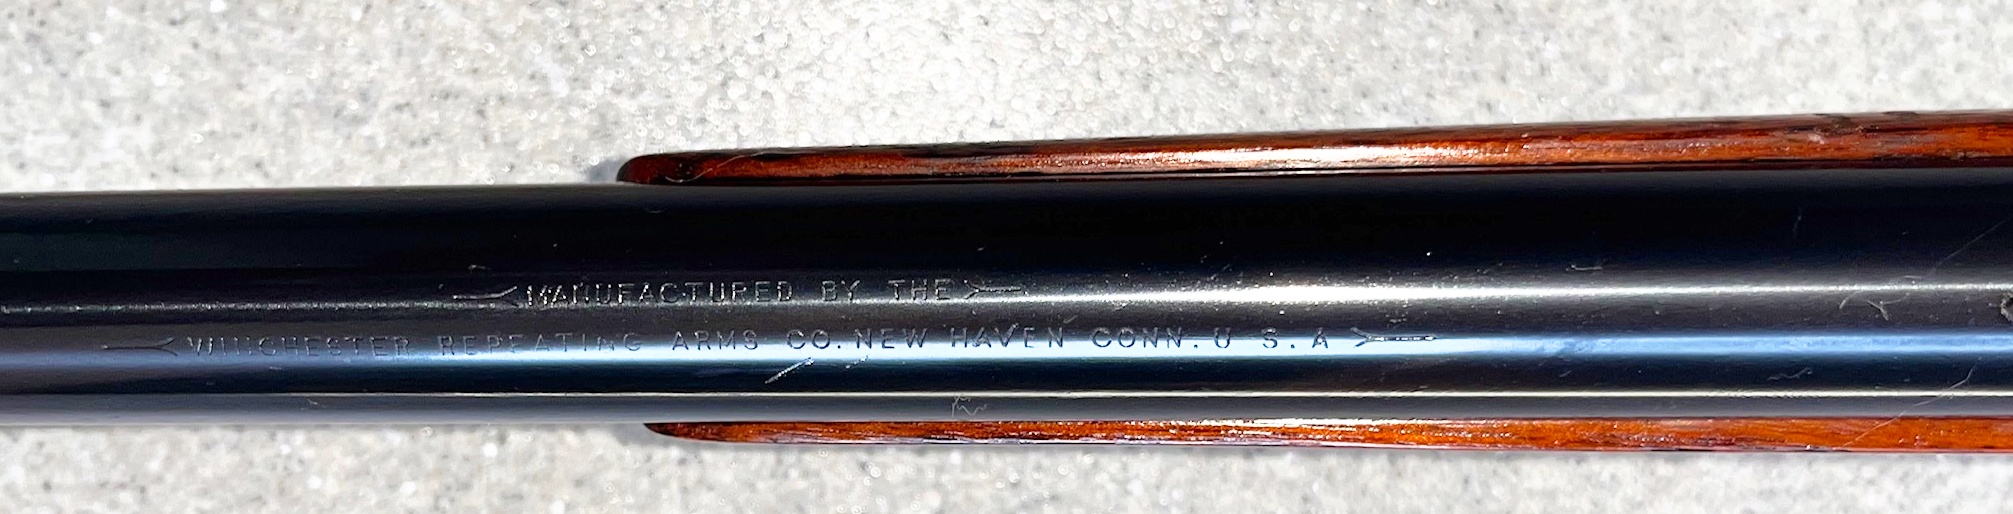 MANUFACTURED BY THE
WINCHESTER REPEATING ARMS CO. NEW HAVEN CONN. U. S. A